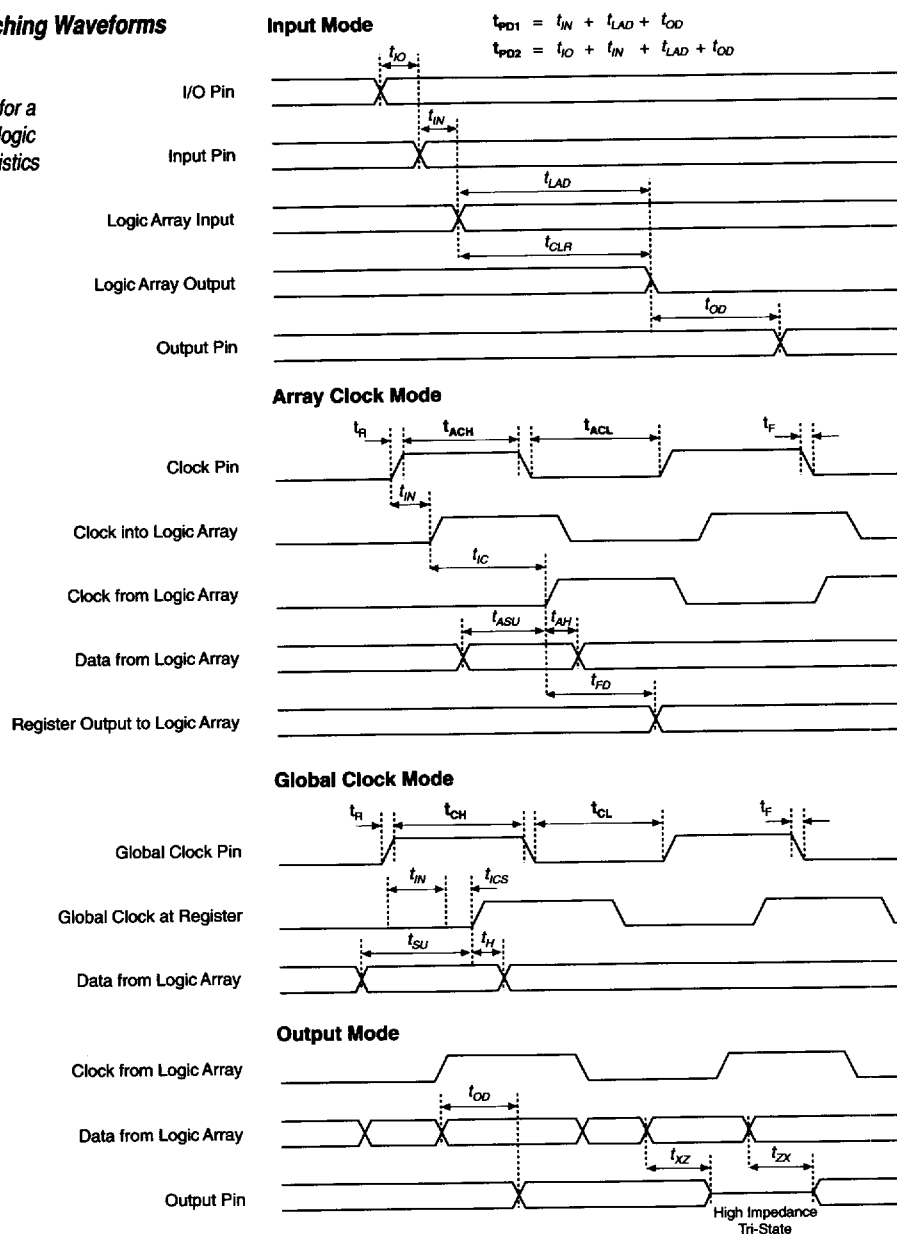 ching Waveforms
for a
logic
istics
Input Mode
tPD1 = tIN + tLAD + tOD
tPD2 = tIO + tIN + tLAD + tOD
tIO
I/O Pin
tIN
Input Pin
tLAD
Logic Array Input
tCLR
Logic Array Output
tOD
Output Pin
Array Clock Mode
tR tACH tACL tF
Clock Pin
tIN
Clock into Logic Array
tIC
Clock from Logic Array
tASU tAH
Data from Logic Array
tFD
Register Output to Logic Array
Global Clock Mode
tR tCH tCL tF
Global Clock Pin
tIN tICS
Global Clock at Register
tSU tH
Data from Logic Array
Output Mode
Clock from Logic Array
tOD
Data from Logic Array
tXZ tZX
Output Pin
High Impedance
Tri-State